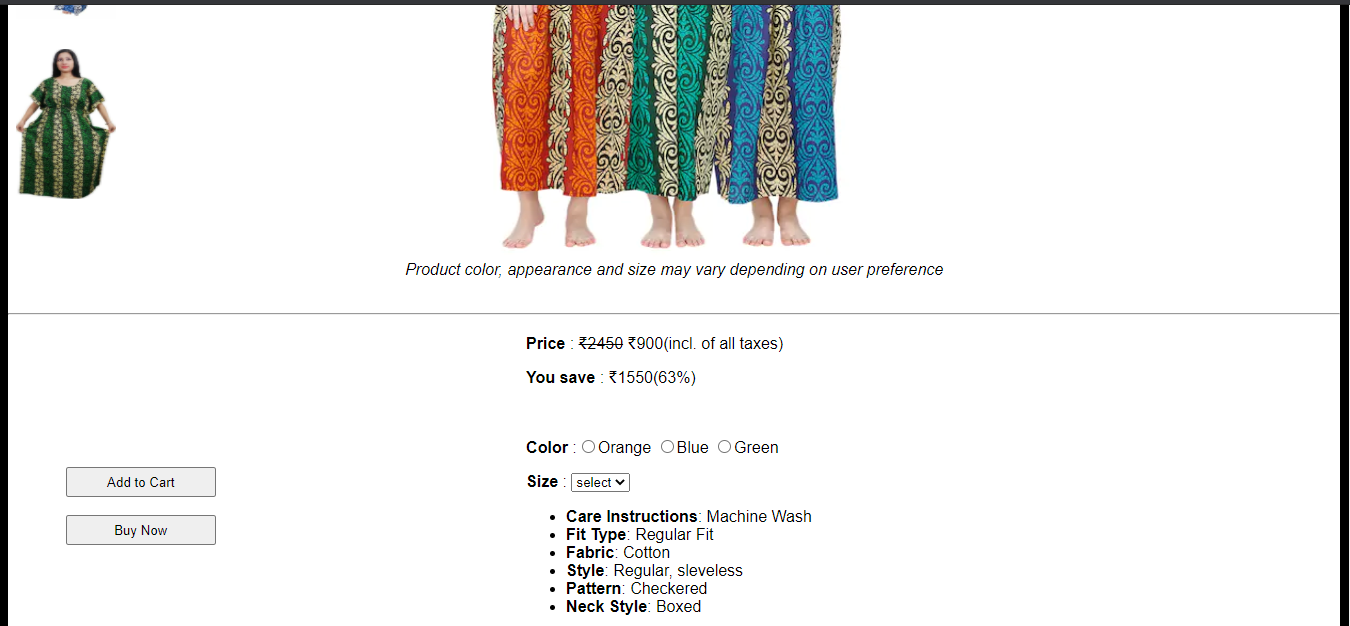 Product color, appearance and size may vary depending on user preference
Price : ₹2450 ₹900(incl. of all taxes)
You save : ₹1550(63%)
Color : Orange Blue Green
Size : select
Add to Cart
Buy Now
Care Instructions: Machine Wash
Fit Type: Regular Fit
Fabric: Cotton
Style: Regular, sleveless
Pattern: Checkered
Neck Style: Boxed